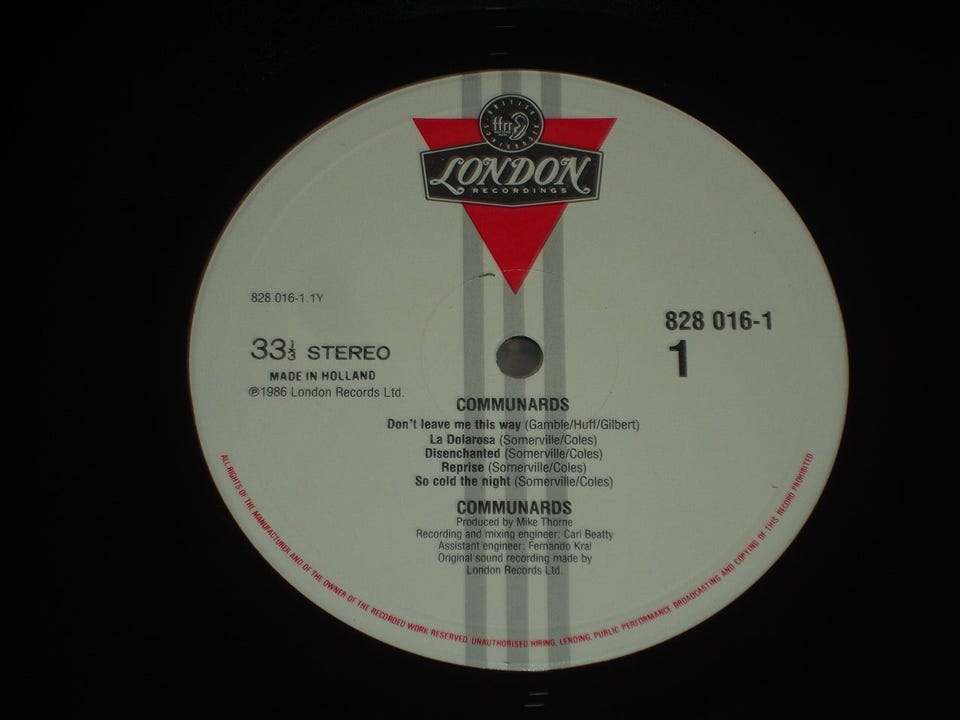 BRITISH RECORDINGS
ffrr
LONDON
RECORDINGS
828 016-1.1Y
33⅓ STEREO
MADE IN HOLLAND
℗1986 London Records Ltd.
828 016-1
1
COMMUNARDS
Don't leave me this way (Gamble/Huff/Gilbert)
La Dolarosa (Somerville/Coles)
Disenchanted (Somerville/Coles)
Reprise (Somerville/Coles)
So cold the night (Somerville/Coles)
COMMUNARDS
Produced by Mike Thorne
Recording and mixing engineer: Carl Beatty
Assistant engineer: Fernando Kral
Original sound recording made by
London Records Ltd.
ALL RIGHTS OF THE MANUFACTURER AND OF THE OWNER OF THE RECORDED WORK RESERVED. UNAUTHORISED HIRING, LENDING, PUBLIC PERFORMANCE, BROADCASTING AND COPYING OF THIS RECORD PROHIBITED